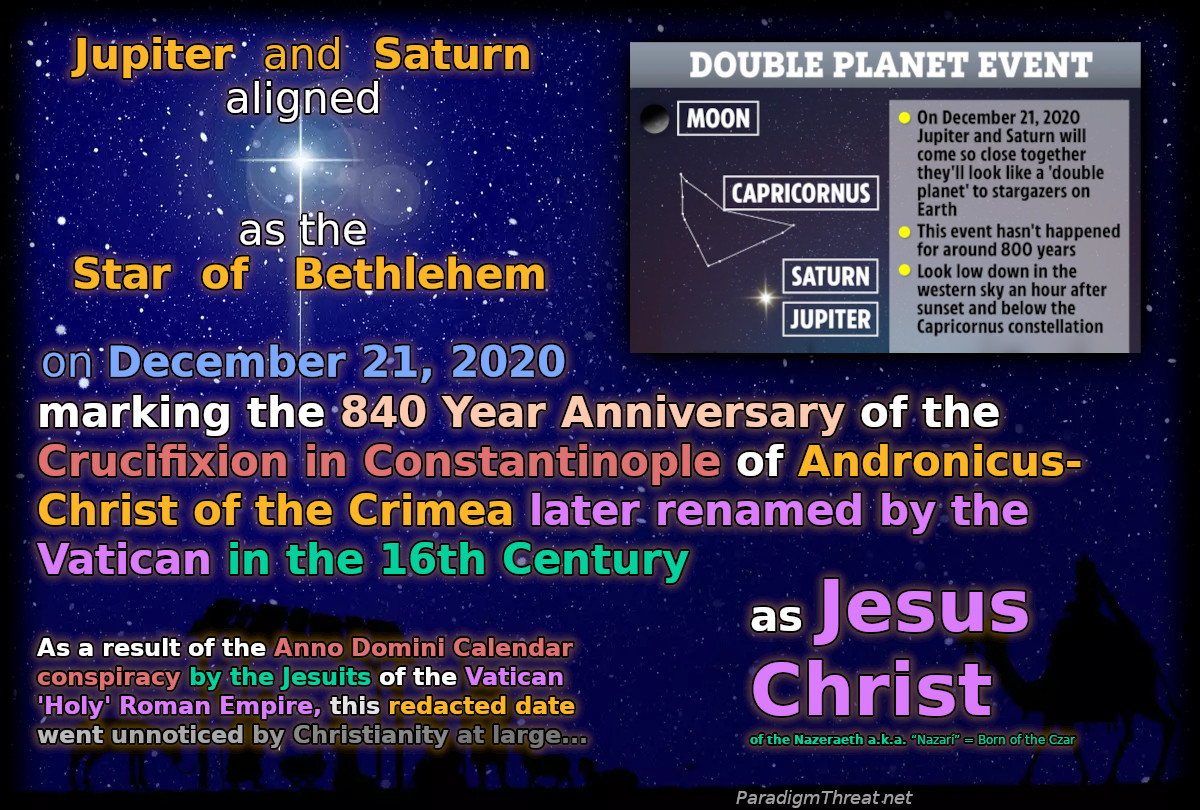 Jupiter and Saturn
aligned
as the
Star of Bethlehem
on December 21, 2020
marking the 840 Year Anniversary of the
Crucifixion in Constantinople of Andronicus-
Christ of the Crimea later renamed by the
Vatican in the 16th Century
as Jesus
Christ
of the Nazeraeth a.k.a. “Nazari” = Born of the Czar
As a result of the Anno Domini Calendar
conspiracy by the Jesuits of the Vatican
'Holy' Roman Empire, this redacted date
went unnoticed by Christianity at large...
DOUBLE PLANET EVENT
MOON
CAPRICORNUS
SATURN
JUPITER
On December 21, 2020
Jupiter and Saturn will
come so close together
they'll look like a 'double
planet' to stargazers on
Earth
This event hasn't happened
for around 800 years
Look low down in the
western sky an hour after
sunset and below the
Capricornus constellation
ParadigmThreat.net